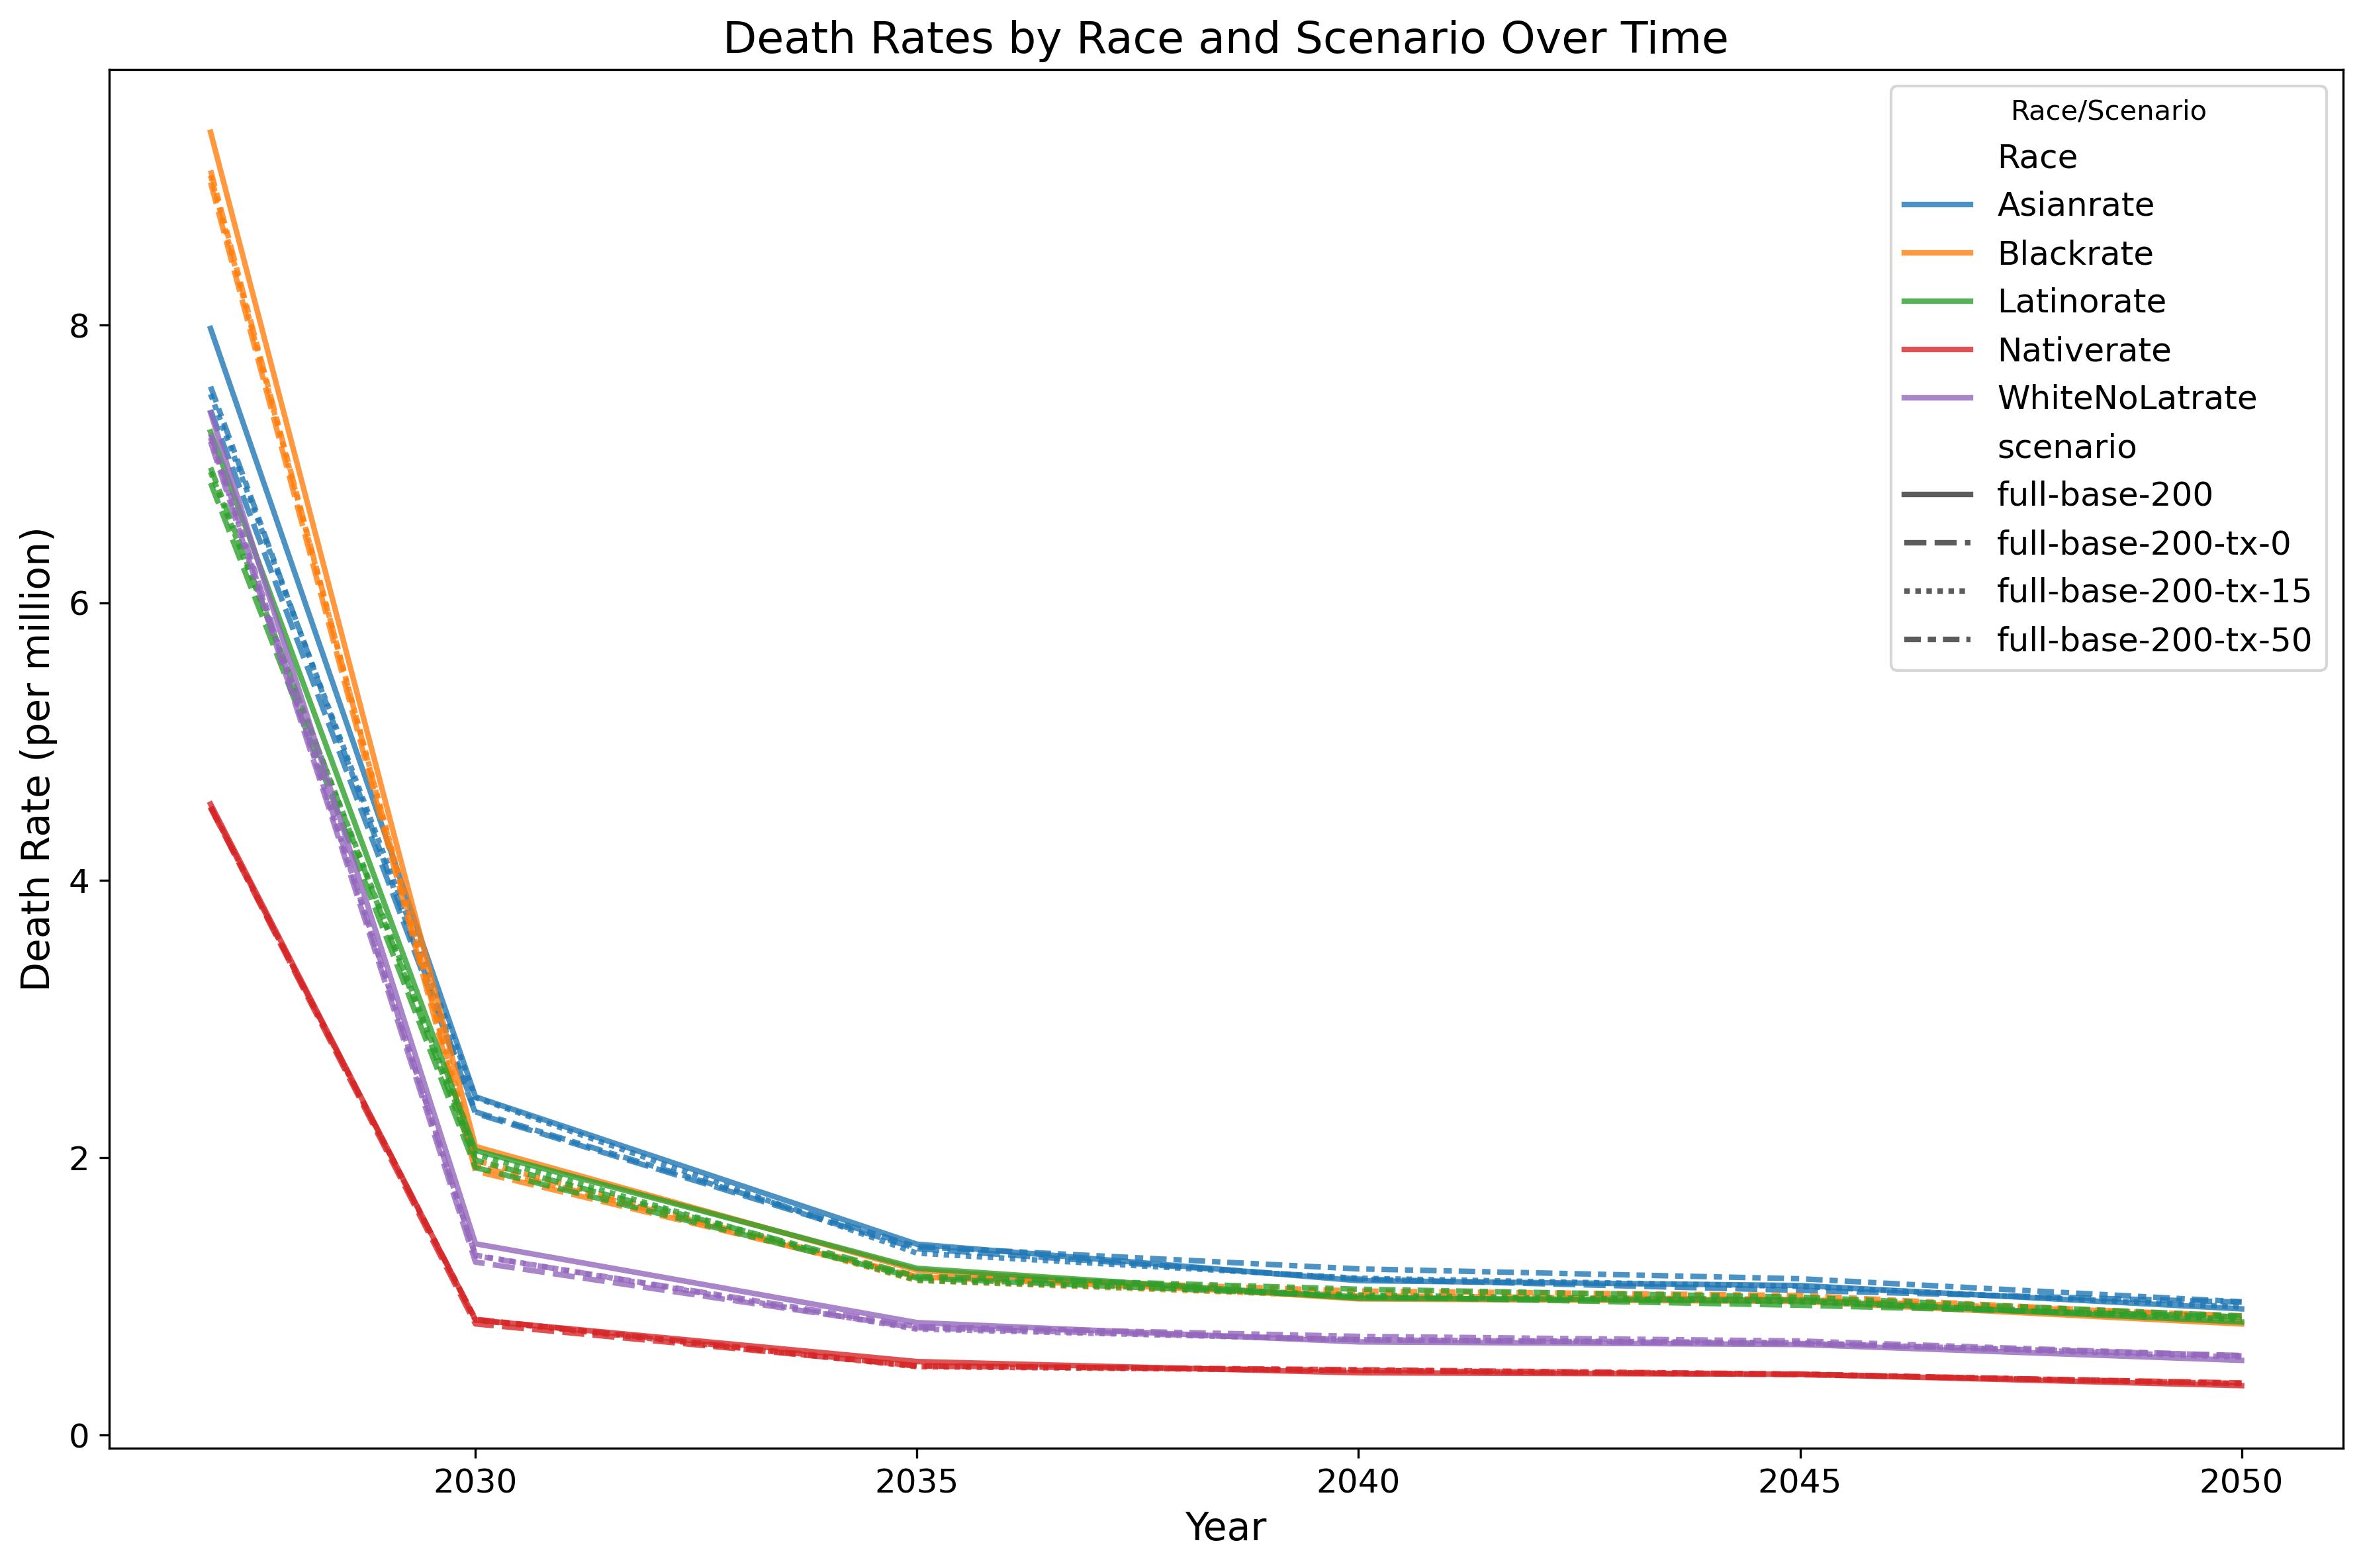 Death Rates by Race and Scenario Over Time
Death Rate (per million)
8
6
4
2
0
2030
2035
2040
2045
2050
Year
Race/Scenario
Race
Asianrate
Blackrate
Latinorate
Nativerate
WhiteNoLatrate
scenario
full-base-200
full-base-200-tx-0
full-base-200-tx-15
full-base-200-tx-50